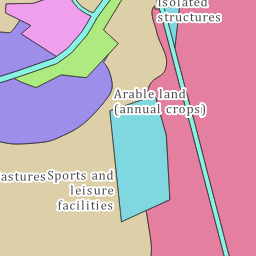 Isolated
structures
Arable land
(annual crops)
astures
Sports and
leisure
facilities